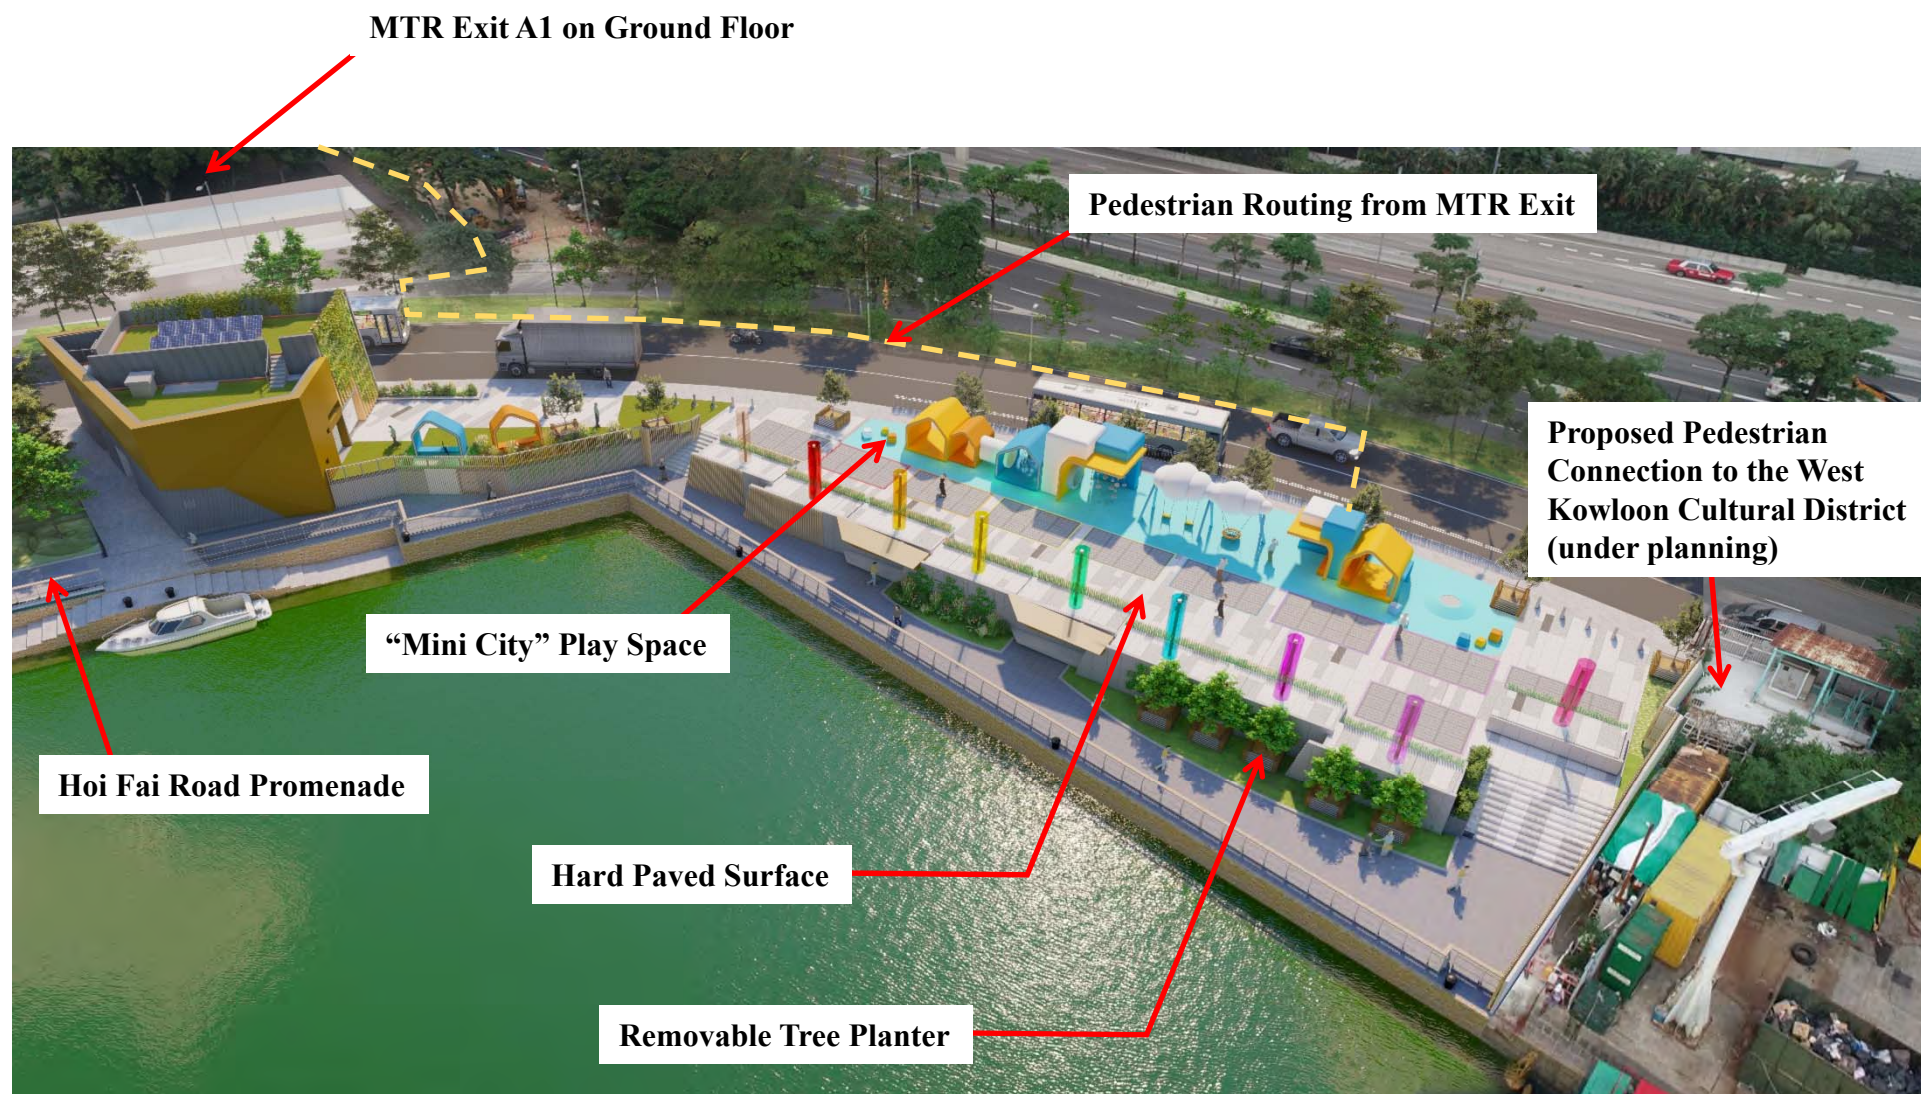 MTR Exit A1 on Ground Floor
Pedestrian Routing from MTR Exit
Proposed Pedestrian
Connection to the West
Kowloon Cultural District
(under planning)
“Mini City” Play Space
Hoi Fai Road Promenade
Hard Paved Surface
Removable Tree Planter